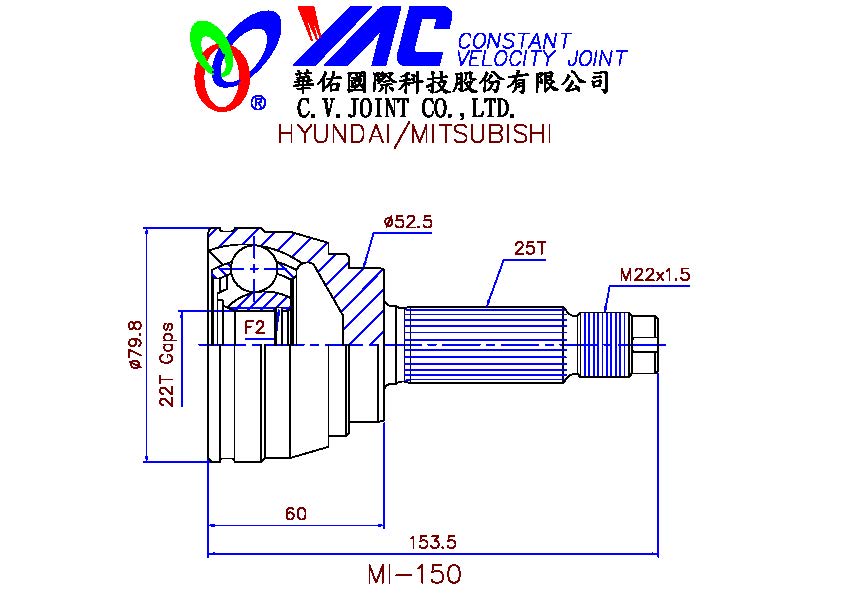 YAC CONSTANT
VELOCITY JOINT
華佑國際科技股份有限公司
®
C.V.JOINT CO.,LTD.
HYUNDAI/MITSUBISHI
ø52.5
25T
M22x1.5
ø79.8
22T Gaps
F2
60
153.5
MI-150